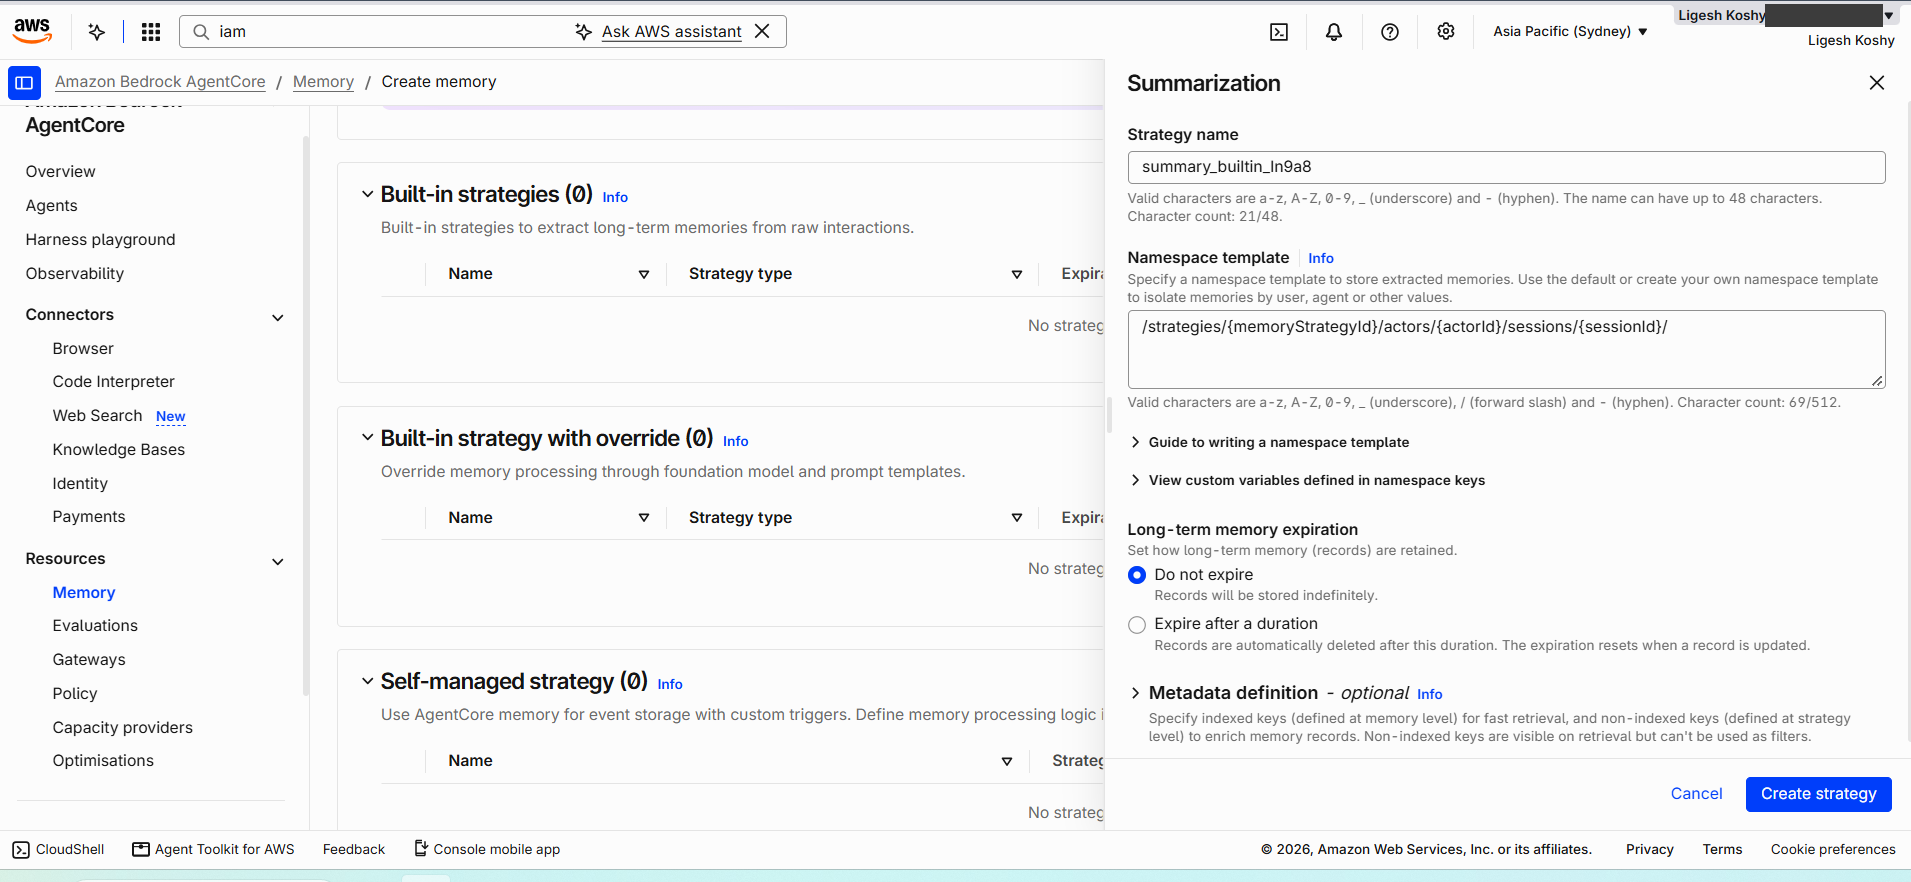 aws
iam
Ask AWS assistant
Asia Pacific (Sydney)
Ligesh Koshy
Ligesh Koshy
Amazon Bedrock AgentCore / Memory / Create memory
Amazon Bedrock
AgentCore
Overview
Agents
Harness playground
Observability
Connectors
Browser
Code Interpreter
Web Search New
Knowledge Bases
Identity
Payments
Resources
Memory
Evaluations
Gateways
Policy
Capacity providers
Optimisations
Built-in strategies (0) Info
Built-in strategies to extract long-term memories from raw interactions.
Name Strategy type Expira
No strateg
Built-in strategy with override (0) Info
Override memory processing through foundation model and prompt templates.
Name Strategy type Expira
No strateg
Self-managed strategy (0) Info
Use AgentCore memory for event storage with custom triggers. Define memory processing logic i
Name Strateg
No strateg
Summarization
Strategy name
summary_builtin_ln9a8
Valid characters are a-z, A-Z, 0-9, _ (underscore) and - (hyphen). The name can have up to 48 characters.
Character count: 21/48.
Namespace template Info
Specify a namespace template to store extracted memories. Use the default or create your own namespace template
to isolate memories by user, agent or other values.
/strategies/{memoryStrategyId}/actors/{actorId}/sessions/{sessionId}/
Valid characters are a-z, A-Z, 0-9, _ (underscore), / (forward slash) and - (hyphen). Character count: 69/512.
Guide to writing a namespace template
View custom variables defined in namespace keys
Long-term memory expiration
Set how long-term memory (records) are retained.
Do not expire
Records will be stored indefinitely.
Expire after a duration
Records are automatically deleted after this duration. The expiration resets when a record is updated.
Metadata definition - optional Info
Specify indexed keys (defined at memory level) for fast retrieval, and non-indexed keys (defined at strategy
level) to enrich memory records. Non-indexed keys are visible on retrieval but can't be used as filters.
Cancel
Create strategy
CloudShell
Agent Toolkit for AWS
Feedback
Console mobile app
© 2026, Amazon Web Services, Inc. or its affiliates.
Privacy
Terms
Cookie preferences